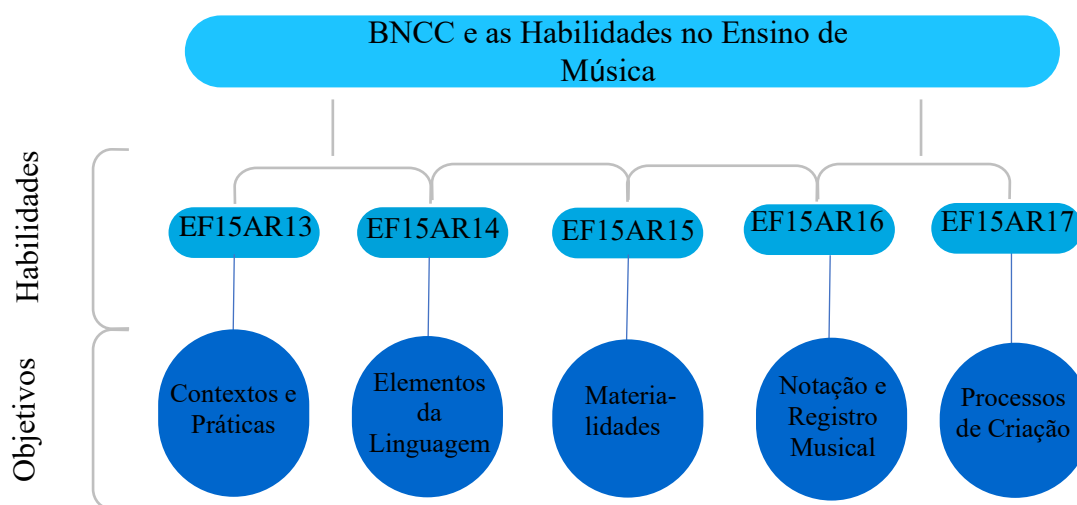 BNCC e as Habilidades no Ensino de
Música
Habilidades
EF15AR13
EF15AR14
EF15AR15
EF15AR16
EF15AR17
Objetivos
Contextos e
Práticas
Elementos
da
Linguagem
Materia-
lidades
Notação e
Registro
Musical
Processos
de Criação